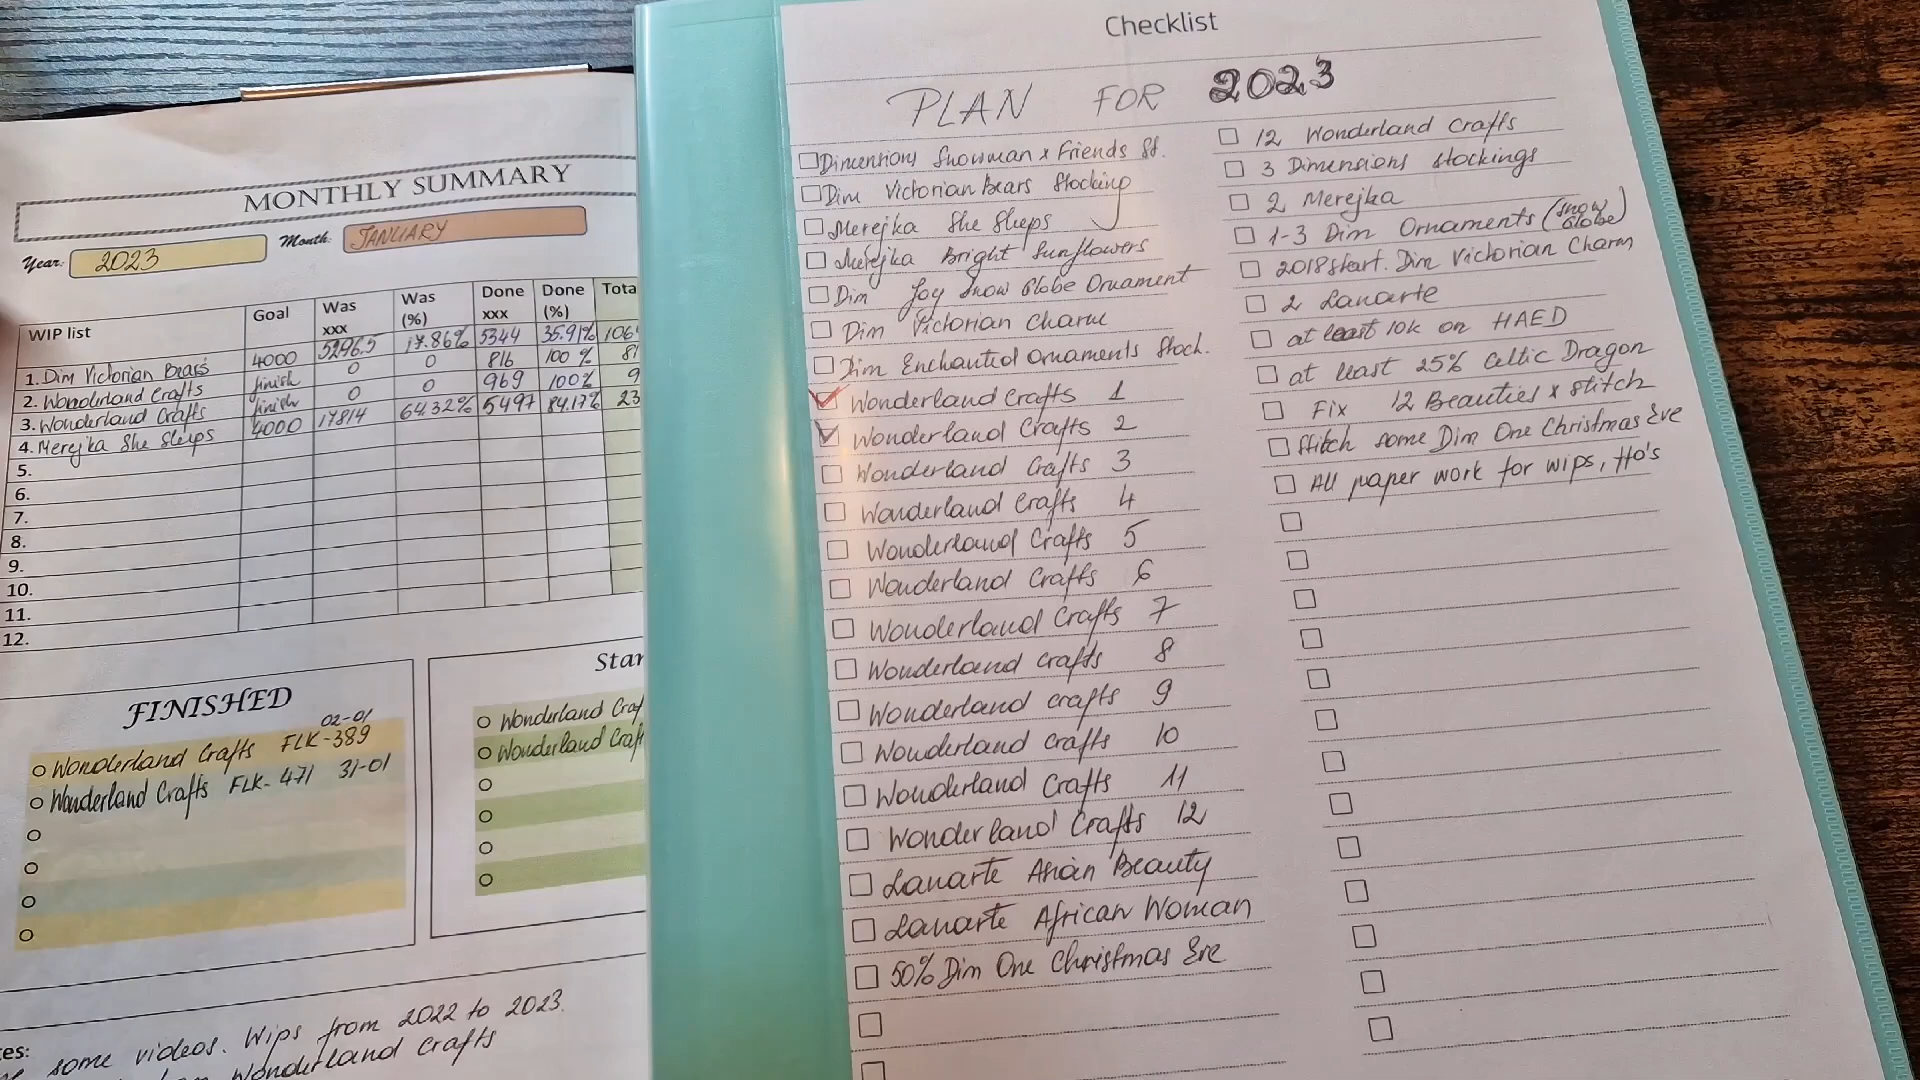 MONTHLY SUMMARY
Year: 2023
Month: JANUARY
WIP list Goal Was xxx Was (%) Done xxx Done (%) Tota
1. Dim Victorian Bears 4000 5296.5 17.86% 5344 35.91% 106
2. Wonderland Crafts finish 0 0 816 100 % 81
3. Wonderland Crafts finish 0 0 969 100% 9
4. Merejka She Sleeps 4000 17814 64.32% 5497 84.17% 23
5.
6.
7.
8.
9.
10.
11.
12.
FINISHED
Wonderland Crafts FLK-389 02-01
Wonderland Crafts FLK-471 31-01
Star
Wonderland Craf
Wonderland Craft
tes:
some videos. Wips from 2022 to 2023.
Wonderland Crafts
Checklist
PLAN FOR 2023
Dimensions Snowman & Friends St.
Dim Victorian Bears Stocking
Merejka She Sleeps
Merejka Bright Sunflowers
Dim Joy Snow Globe Ornament
Dim Victorian Charm
Dim Enchanted Ornaments Stock.
Wonderland Crafts 1
Wonderland Crafts 2
Wonderland Crafts 3
Wonderland Crafts 4
Wonderland Crafts 5
Wonderland Crafts 6
Wonderland Crafts 7
Wonderland crafts 8
Wonderland crafts 9
Wonderland crafts 10
Wonderland Crafts 11
Wonderland Crafts 12
Lanarte Asian Beauty
Lanarte African Woman
50% Dim One Christmas Eve
12 Wonderland Crafts
3 Dimensions stockings
2 Merejka
1-3 Dim Ornaments (snow Globe)
2018 start. Dim Victorian Charm
2 Lanarte
at least 10k on HAED
at least 25% Celtic Dragon
Fix 12 Beauties x stitch
Stitch some Dim One Christmas Eve
All paper work for wips,